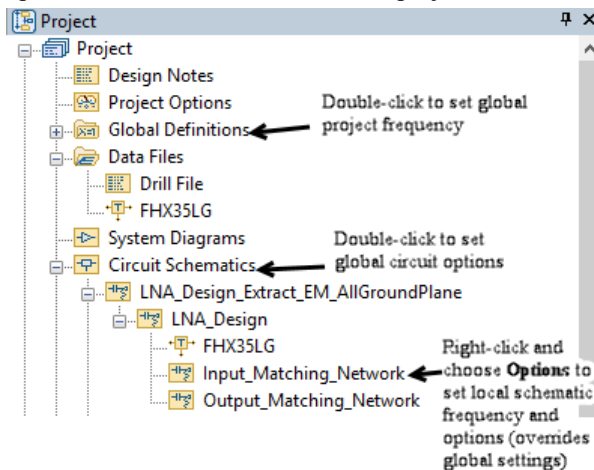 Project
Project
Design Notes
Project Options
Double-click to set global
Global Definitions
project frequency
Data Files
Drill File
FHX35LG
System Diagrams
Double-click to set
Circuit Schematics
global circuit options
LNA_Design_Extract_EM_AllGroundPlane
LNA_Design
FHX35LG
Right-click and
Input_Matching_Network
choose Options to
set local schematic
Output_Matching_Network
frequency and
options (overrides
global settings)